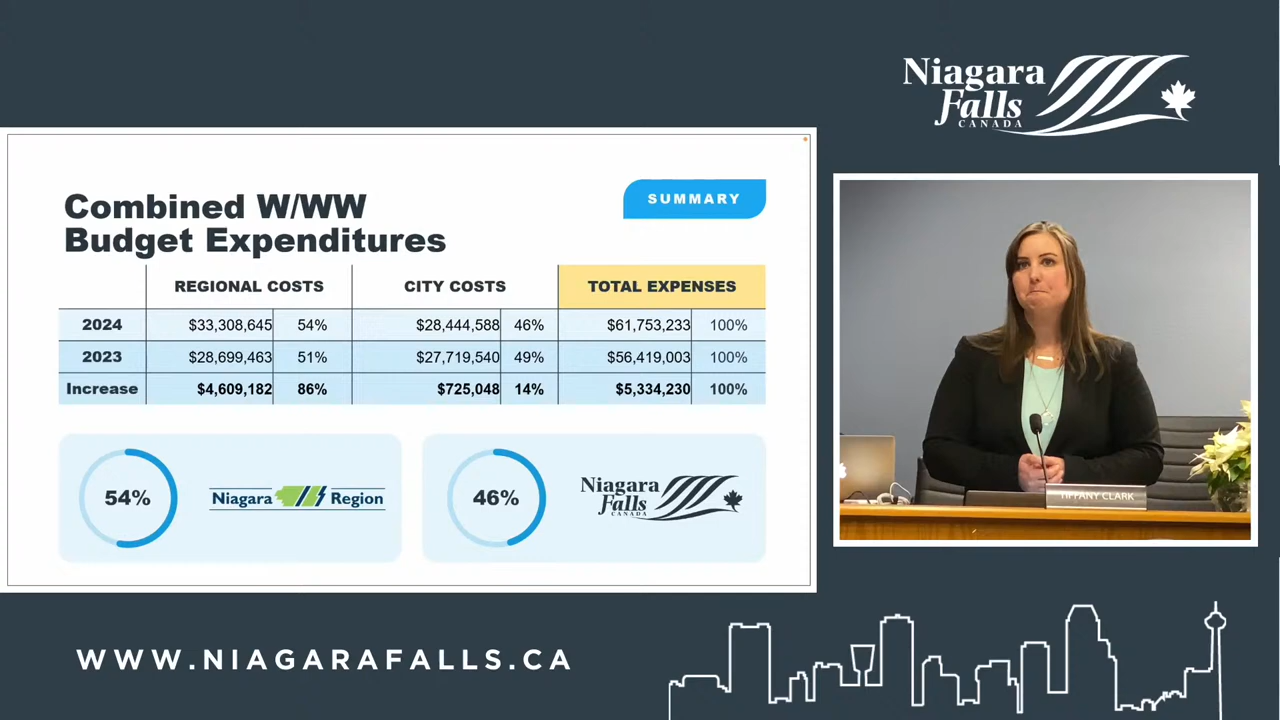 Niagara
Falls
CANADA
Combined W/WW
Budget Expenditures
SUMMARY
REGIONAL COSTS CITY COSTS TOTAL EXPENSES
2024 $33,308,645 54% $28,444,588 46% $61,753,233 100%
2023 $28,699,463 51% $27,719,540 49% $56,419,003 100%
Increase $4,609,182 86% $725,048 14% $5,334,230 100%
54% Niagara Region
46% Niagara
Falls
CANADA
TIFFANY CLARK
WWW.NIAGARAFALLS.CA